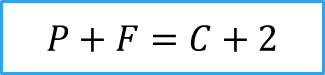 P + F = C + 2